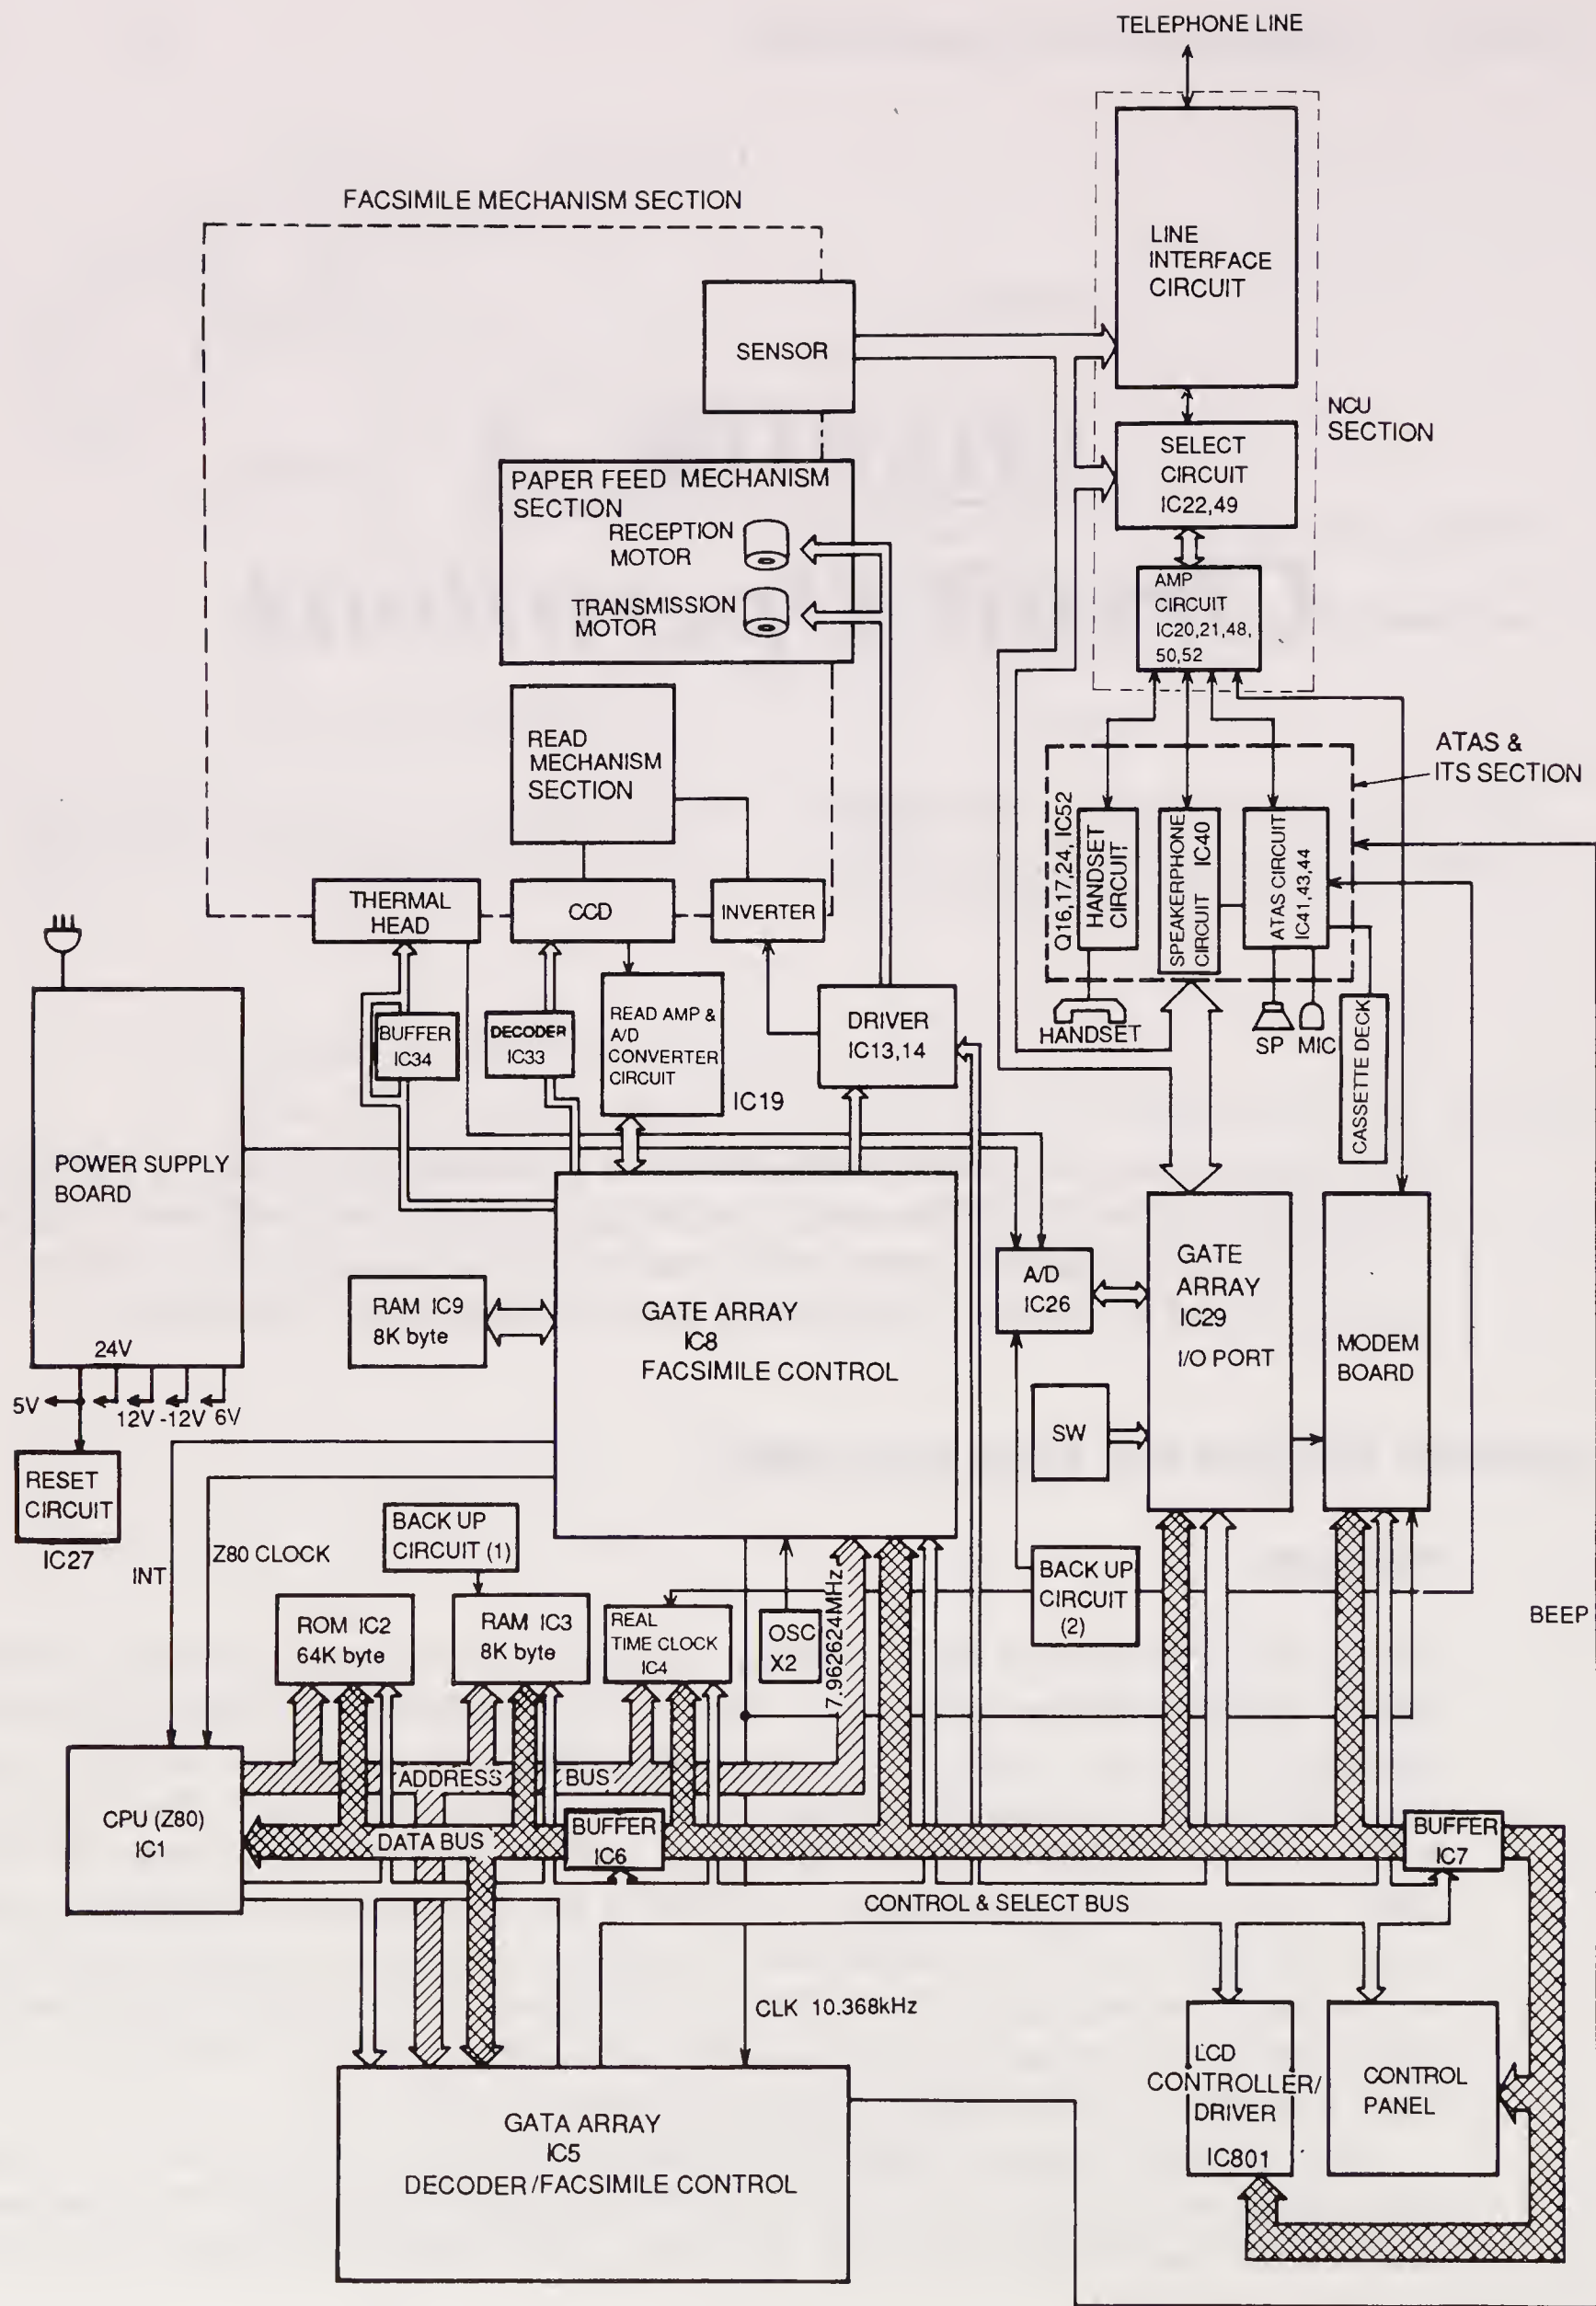 TELEPHONE LINE
FACSIMILE MECHANISM SECTION
LINE
INTERFACE
CIRCUIT
SENSOR
NCU
SECTION
SELECT
CIRCUIT
IC22,49
PAPER FEED MECHANISM
SECTION
RECEPTION
MOTOR
TRANSMISSION
MOTOR
AMP
CIRCUIT
IC20,21,48,
50,52
READ
MECHANISM
SECTION
ATAS &
ITS SECTION
Q16,17,24, IC52
HANDSET
CIRCUIT
SPEAKERPHONE
CIRCUIT IC40
ATAS CIRCUIT
IC41,43,44
THERMAL
HEAD
CCD
INVERTER
BUFFER
IC34
DECODER
IC33
READ AMP &
A/D
CONVERTER
CIRCUIT
IC19
DRIVER
IC13,14
HANDSET
SP
MIC
CASSETTE DECK
POWER SUPPLY
BOARD
24V
5V
12V
-12V
6V
RESET
CIRCUIT
IC27
RAM IC9
8K byte
GATE ARRAY
IC8
FACSIMILE CONTROL
A/D
IC26
GATE
ARRAY
IC29
I/O PORT
MODEM
BOARD
SW
INT
Z80 CLOCK
BACK UP
CIRCUIT (1)
BACK UP
CIRCUIT
(2)
BEEP
ROM IC2
64K byte
RAM IC3
8K byte
REAL
TIME CLOCK
IC4
OSC
X2
7.962624MHz
CPU (Z80)
IC1
ADDRESS BUS
DATA BUS
BUFFER
IC6
BUFFER
IC7
CONTROL & SELECT BUS
CLK 10.368kHz
LCD
CONTROLLER/
DRIVER
IC801
CONTROL
PANEL
GATA ARRAY
IC5
DECODER/FACSIMILE CONTROL